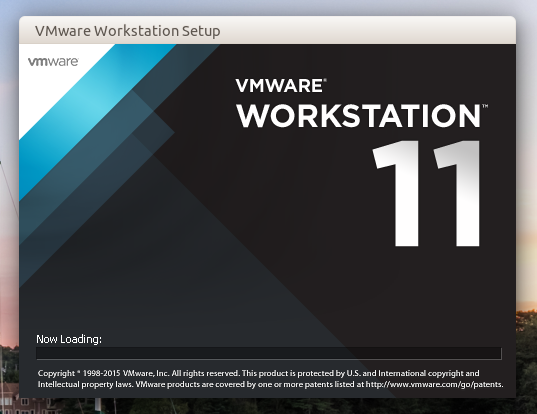 VMware Workstation Setup
vmware
VMWARE®
WORKSTATION™
11
Now Loading:
Copyright © 1998-2015 VMware, Inc. All rights reserved. This product is protected by U.S. and International copyright and
Intellectual property laws. VMware products are covered by one or more patents listed at http://www.vmware.com/go/patents.